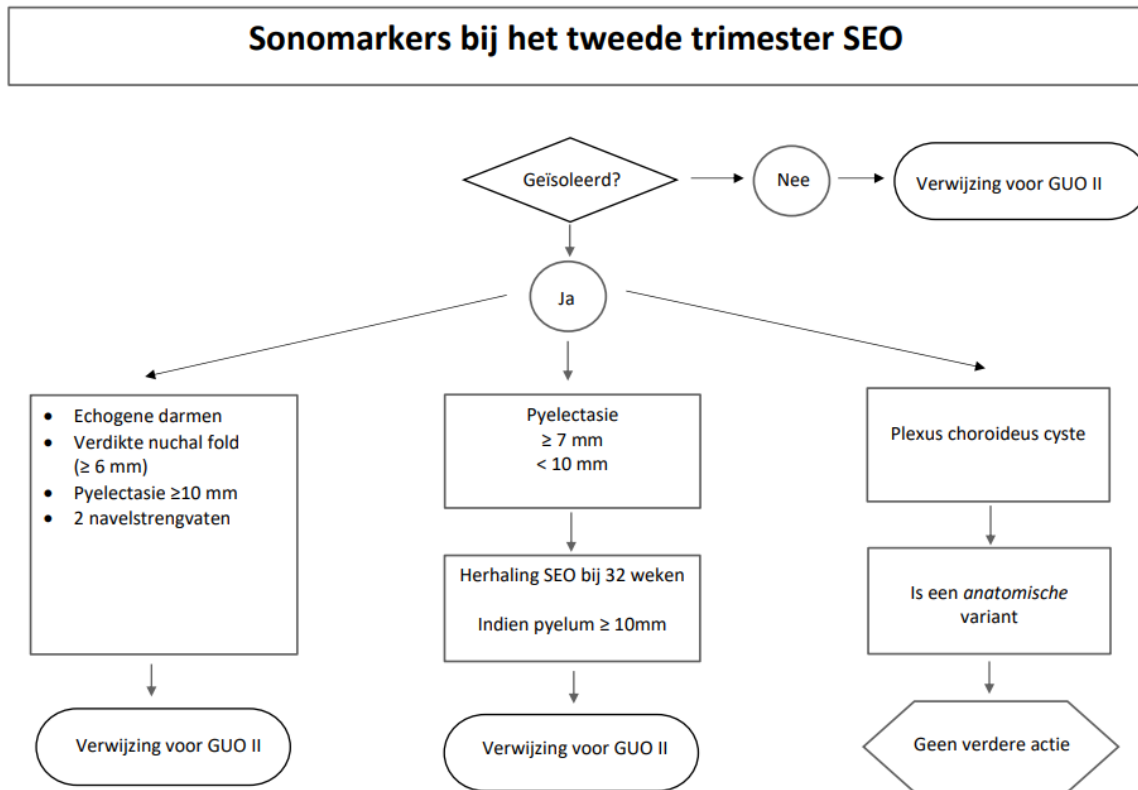 Sonomarkers bij het tweede trimester SEO
Geïsoleerd?
Nee
Verwijzing voor GUO II
Ja
• Echogene darmen
• Verdikte nuchal fold
(≥ 6 mm)
• Pyelectasie ≥10 mm
• 2 navelstrengvaten
Verwijzing voor GUO II
Pyelectasie
≥ 7 mm
< 10 mm
Herhaling SEO bij 32 weken
Indien pyelum ≥ 10mm
Verwijzing voor GUO II
Plexus choroideus cyste
Is een anatomische
variant
Geen verdere actie